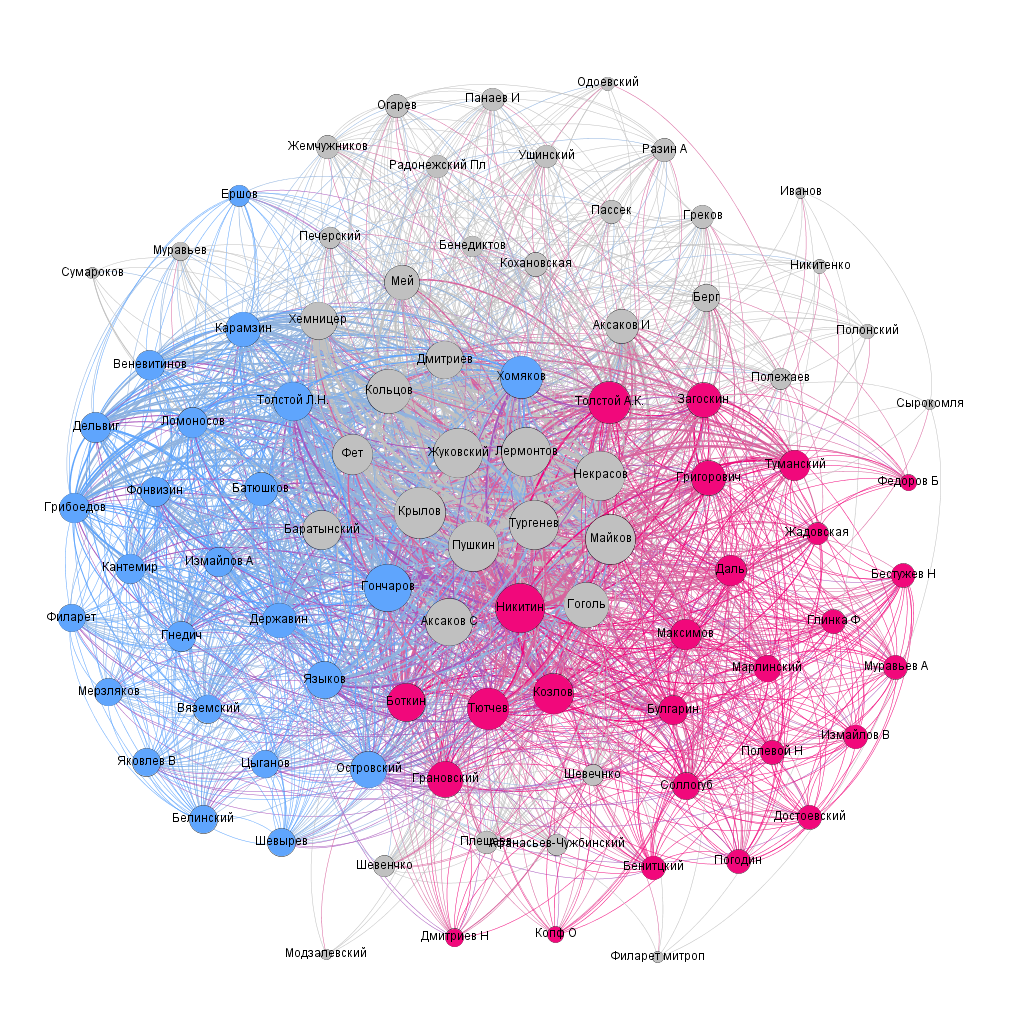 Одоевский
Панаев И
Огарев
Жемчужников
Разин А
Ушинский
Радонежский Пл
Иванов
Ершов
Пассек
Греков
Печерский
Бенедиктов
Муравьев
Кохановская
Никитенко
Сумароков
Мей
Берг
Хемницер
Аксаков И
Карамзин
Полонский
Дмитриев
Веневитинов
Хомяков
Полежаев
Кольцов
Толстой Л.Н.
Толстой А.К.
Загоскин
Сырокомля
Ломоносов
Дельвиг
Жуковский
Лермонтов
Фет
Туманский
Некрасов
Григорович
Федоров Б
Батюшков
Фонвизин
Грибоедов
Крылов
Тургенев
Баратынский
Жадовская
Майков
Пушкин
Измайлов А
Кантемир
Даль
Бестужев Н
Гончаров
Гоголь
Никитин
Филарет
Державин
Аксаков С
Глинка Ф
Гнедич
Максимов
Марлинский
Муравьев А
Языков
Мерзляков
Козлов
Боткин
Тютчев
Вяземский
Булгарин
Измайлов В
Полевой Н
Яковлев В
Цыганов
Островский
Шевечнко
Грановский
Соллогуб
Достоевский
Белинский
Шевырев
Плещеев
Афанасьев-Чужбинский
Погодин
Шевенчко
Бенитцкий
Копф О
Дмитриев Н
Модзалевский
Филарет митроп